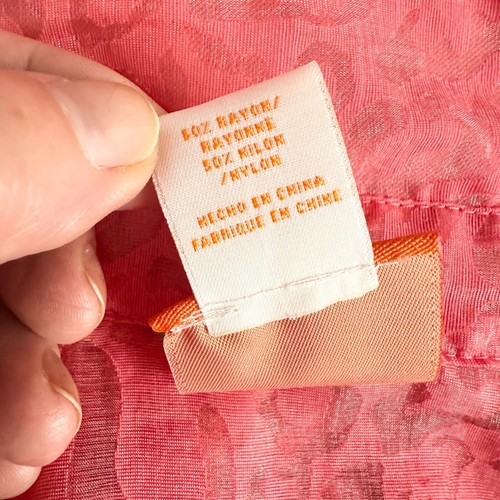 50% RAYON/
RAYONNE
50% NILON
/NYLON
HECHO EN CHINA
FABRIQUE EN CHINE